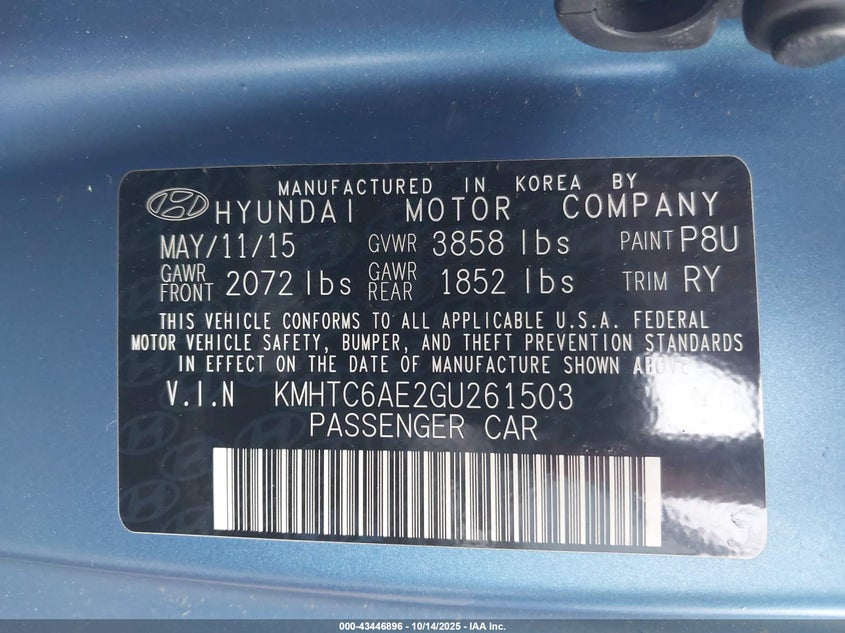 MANUFACTURED IN KOREA BY
HYUNDAI MOTOR COMPANY
MAY/11/15 GVWR 3858 lbs PAINT P8U
GAWR FRONT 2072 lbs GAWR REAR 1852 lbs TRIM RY
THIS VEHICLE CONFORMS TO ALL APPLICABLE U.S.A. FEDERAL
MOTOR VEHICLE SAFETY, BUMPER, AND THEFT PREVENTION STANDARDS
IN EFFECT ON THE DATE OF MANUFACTURE SHOWN ABOVE
V.I.N KMHTC6AE2GU261503
PASSENGER CAR
000-43446896 - 10/14/2025 - IAA Inc.